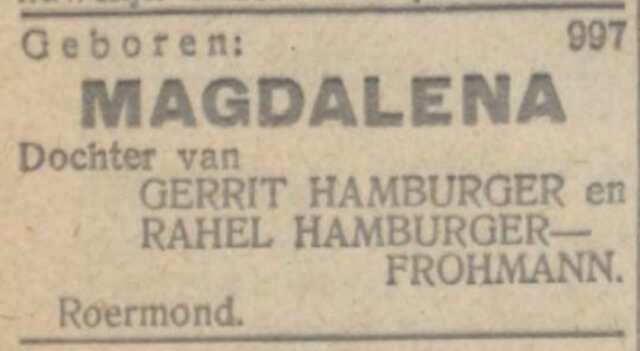 Geboren: 997
MAGDALENA
Dochter van
GERRIT HAMBURGER en
RAHEL HAMBURGER—
FROHMANN.
Roermond.